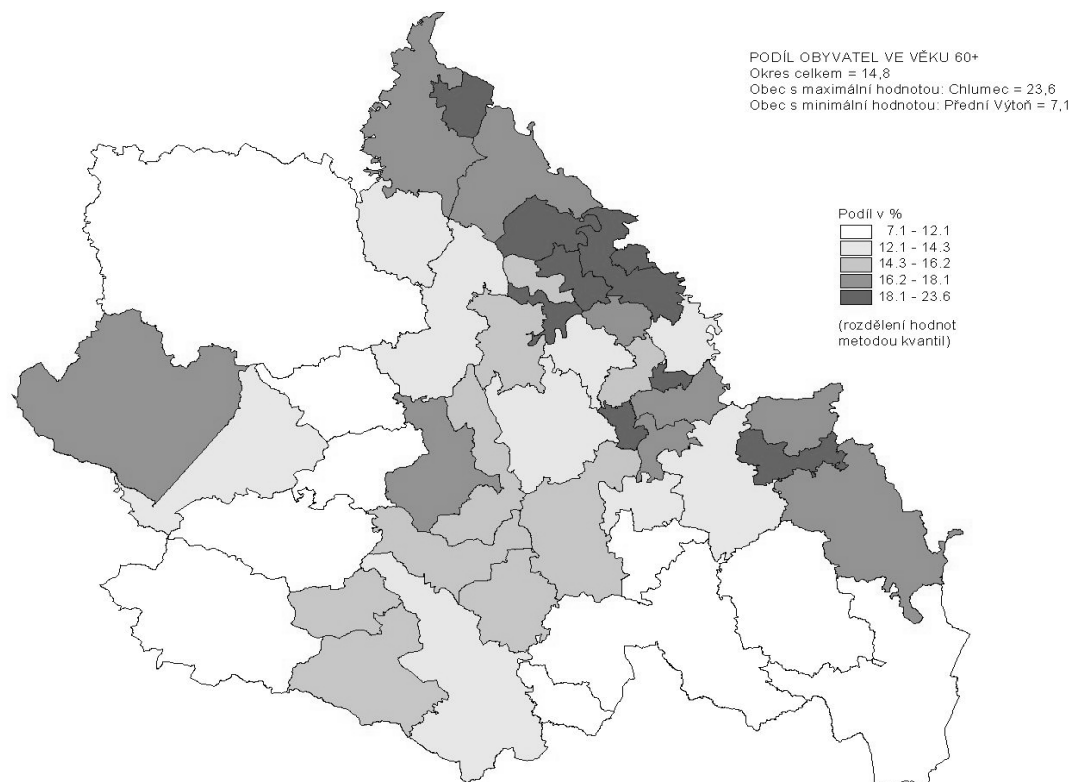 PODÍL OBYVATEL VE VĚKU 60+
Okres celkem = 14,8
Obec s maximální hodnotou: Chlumec = 23,6
Obec s minimální hodnotou: Přední Výtoň = 7,1
Podíl v %
7.1 - 12.1
12.1 - 14.3
14.3 - 16.2
16.2 - 18.1
18.1 - 23.6
(rozdělení hodnot
metodou kvantil)